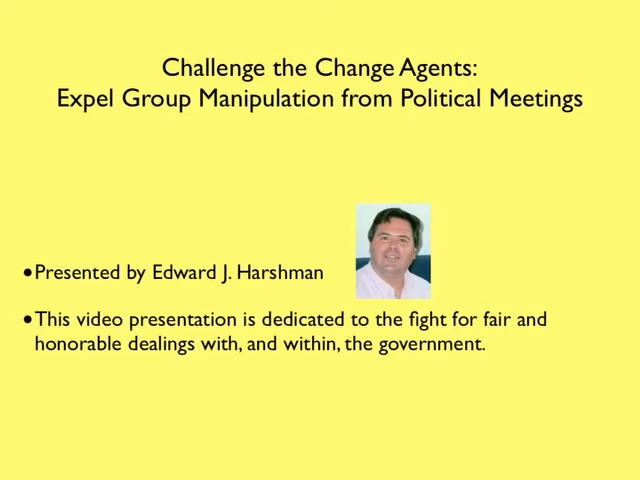 Challenge the Change Agents:
Expel Group Manipulation from Political Meetings
•Presented by Edward J. Harshman
•This video presentation is dedicated to the fight for fair and
honorable dealings with, and within, the government.